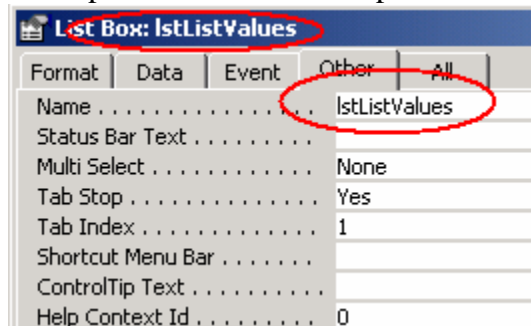 List Box: lstListValues
Format Data Event Other All
Name . . . . . . . . . . . . . . . . lstListValues
Status Bar Text . . . . . . . . .
Multi Select . . . . . . . . . . . . None
Tab Stop . . . . . . . . . . . . . . Yes
Tab Index . . . . . . . . . . . . . 1
Shortcut Menu Bar . . . . . . .
ControlTip Text . . . . . . . . . .
Help Context Id . . . . . . . . . 0